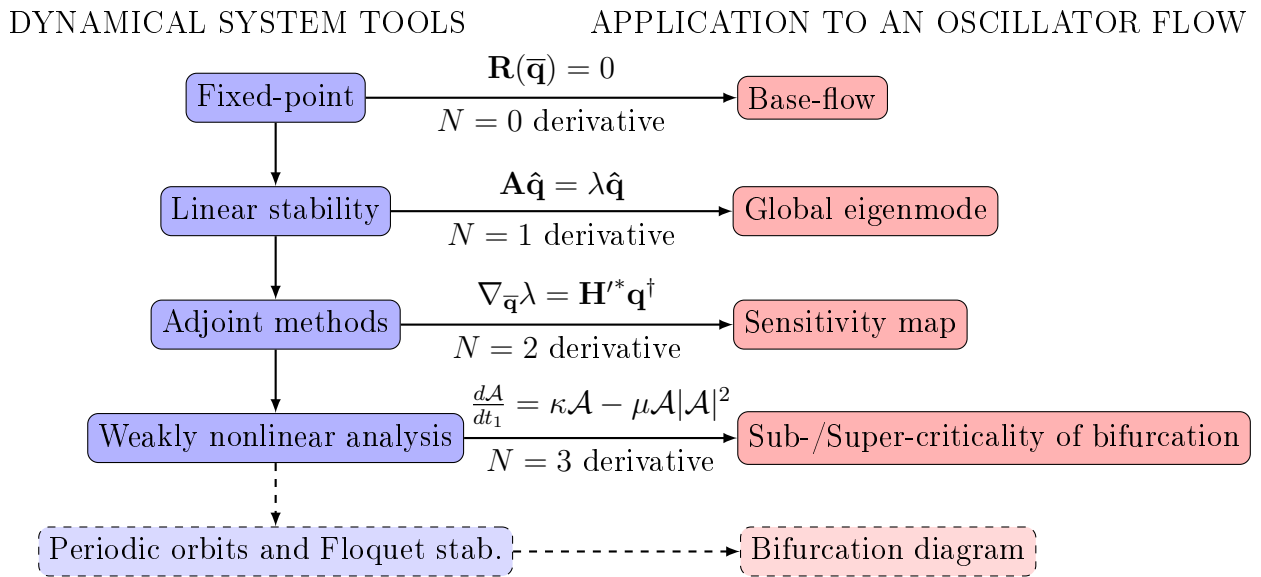 DYNAMICAL SYSTEM TOOLS APPLICATION TO AN OSCILLATOR FLOW
Fixed-point
R(q̅) = 0
N = 0 derivative
Base-flow
Linear stability
Aq̂ = λq̂
N = 1 derivative
Global eigenmode
Adjoint methods
∇_q̅ λ = H′*q†
N = 2 derivative
Sensitivity map
Weakly nonlinear analysis
d𝒜/dt₁ = κ𝒜 − μ𝒜|𝒜|²
N = 3 derivative
Sub-/Super-criticality of bifurcation
Periodic orbits and Floquet stab.
Bifurcation diagram